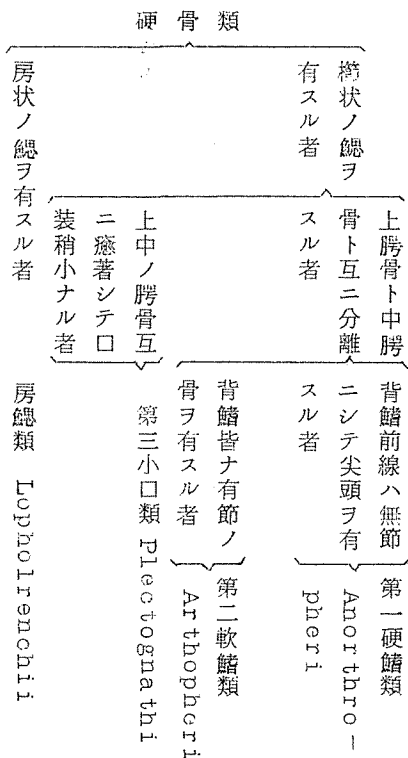 硬骨類
櫛状ノ鰓ヲ
有スル者
上腭骨ト中腭
骨ト互ニ分離
スル者
背鰭前線ハ無節
ニシテ尖頭ヲ有
スル者
第一硬鰭類
Anorthro-
pheri
背鰭皆ナ有節ノ
骨ヲ有スル者
第二軟鰭類
Arthopheri
上中ノ腭骨互
ニ癒著シテ口
装稍小ナル者
第三小口類 Plectognathi
房状ノ鰓ヲ有スル者
房鰓類 Lopholrenchii